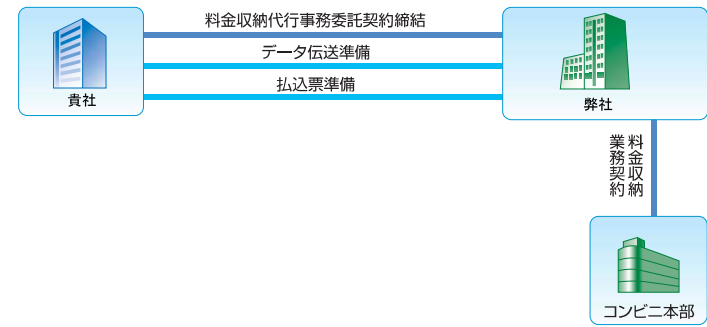 料金収納代行事務委託契約締結
データ伝送準備
払込票準備
貴社
弊社
料金収納
業務契約
コンビニ本部